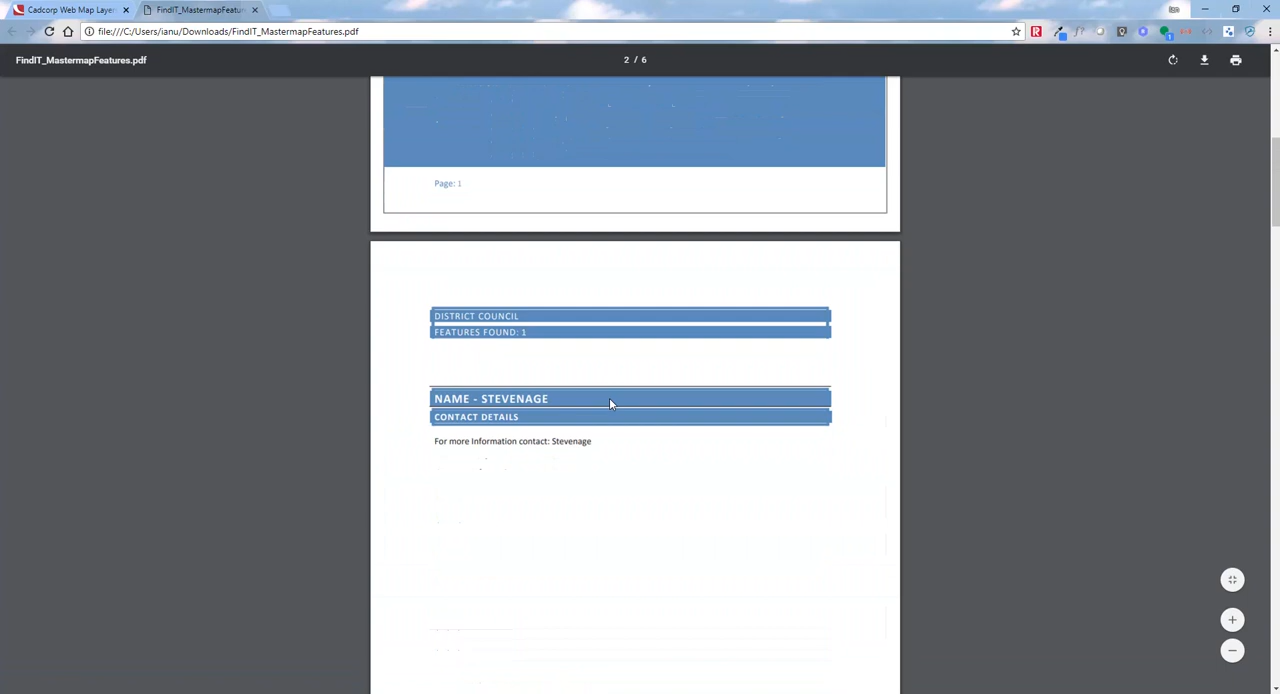 Cadcorp Web Map Layer
FindIT_MastermapFeatur
file:///C:/Users/ianu/Downloads/FindIT_MastermapFeatures.pdf
FindIT_MastermapFeatures.pdf
2 / 6
Page: 1
DISTRICT COUNCIL
FEATURES FOUND: 1
NAME - STEVENAGE
CONTACT DETAILS
For more Information contact: Stevenage